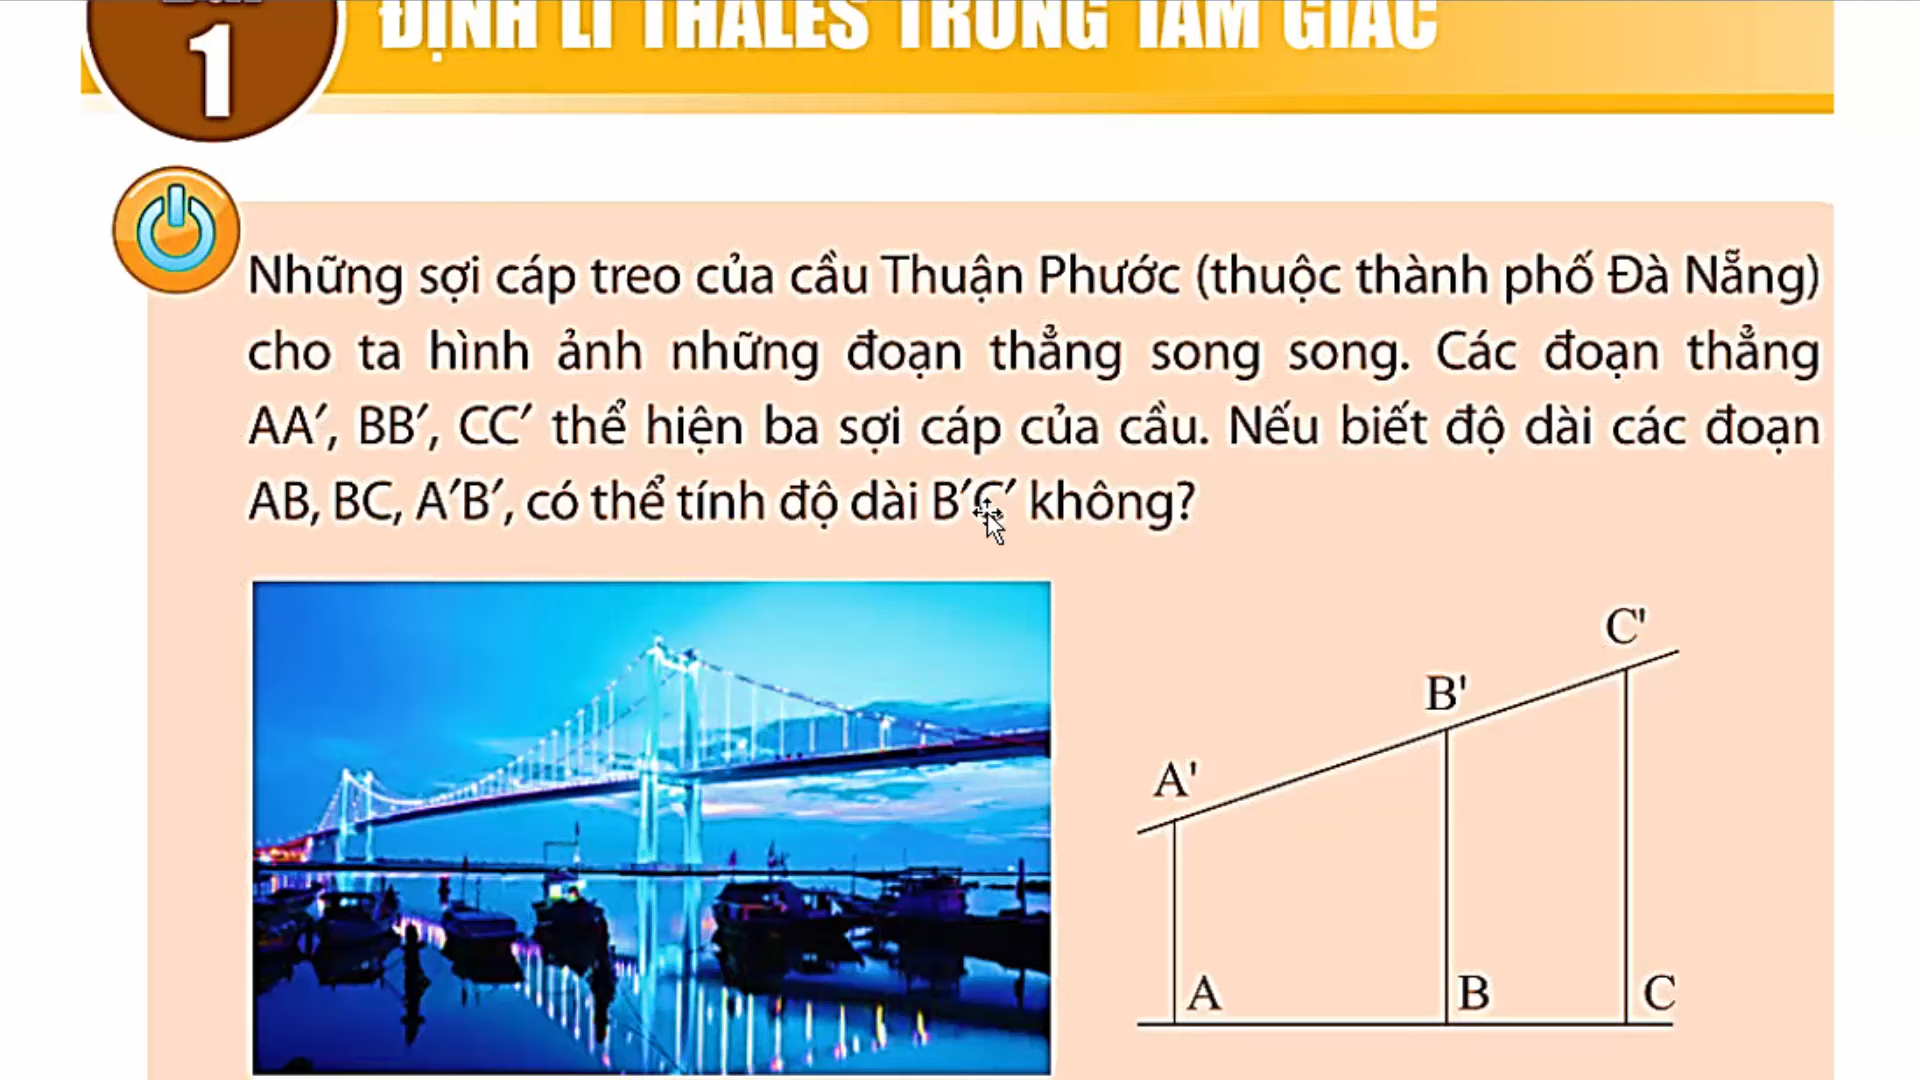 1
ĐỊNH LÍ THALES TRONG TAM GIÁC
Những sợi cáp treo của cầu Thuận Phước (thuộc thành phố Đà Nẵng)
cho ta hình ảnh những đoạn thẳng song song. Các đoạn thẳng
AA′, BB′, CC′ thể hiện ba sợi cáp của cầu. Nếu biết độ dài các đoạn
AB, BC, A′B′, có thể tính độ dài B′C′ không?
C'
B'
A'
A B C